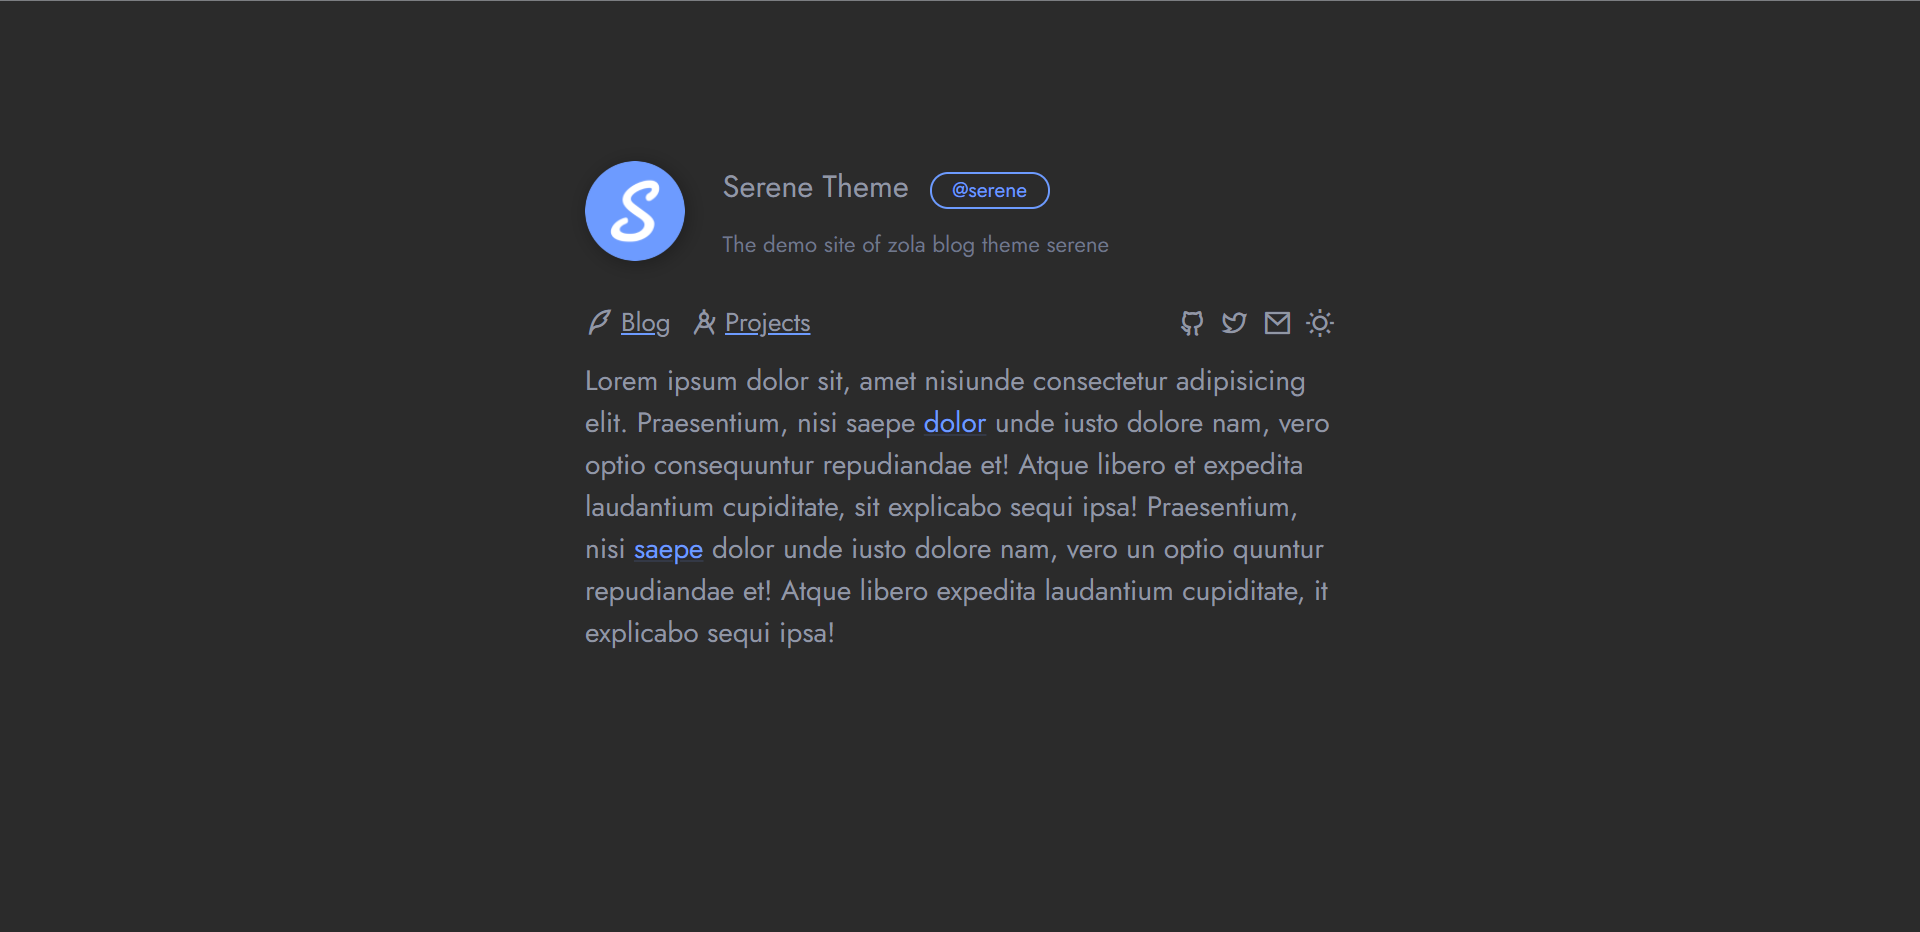 S
Serene Theme @serene
The demo site of zola blog theme serene
Blog Projects
Lorem ipsum dolor sit, amet nisiunde consectetur adipisicing
elit. Praesentium, nisi saepe dolor unde iusto dolore nam, vero
optio consequuntur repudiandae et! Atque libero et expedita
laudantium cupiditate, sit explicabo sequi ipsa! Praesentium,
nisi saepe dolor unde iusto dolore nam, vero un optio quuntur
repudiandae et! Atque libero expedita laudantium cupiditate, it
explicabo sequi ipsa!